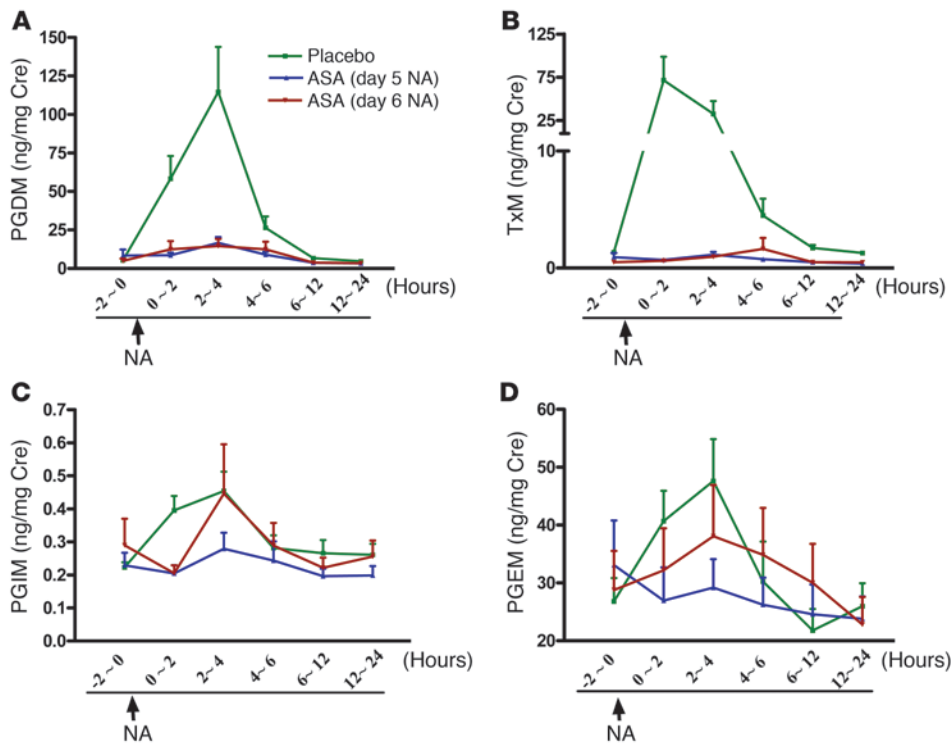 A
PGDM (ng/mg Cre)
150
125
100
75
50
25
0
Placebo
ASA (day 5 NA)
ASA (day 6 NA)
-2 ~ 0
0 ~ 2
2~ 4
4 ~ 6
6~ 12
12~ 24
(Hours)
NA
B
TxM (ng/mg Cre)
125
75
25
10
0
-2 ~ 0
0 ~ 2
2~ 4
4 ~ 6
6~ 12
12~ 24
(Hours)
NA
C
PGIM (ng/mg Cre)
0.7
0.6
0.5
0.4
0.3
0.2
0.1
0.0
-2 ~ 0
0 ~ 2
2~ 4
4 ~ 6
6~ 12
12~ 24
(Hours)
NA
D
PGEM (ng/mg Cre)
60
50
40
30
20
-2 ~ 0
0 ~ 2
2~ 4
4~ 6
6~ 12
12~ 24
(Hours)
NA